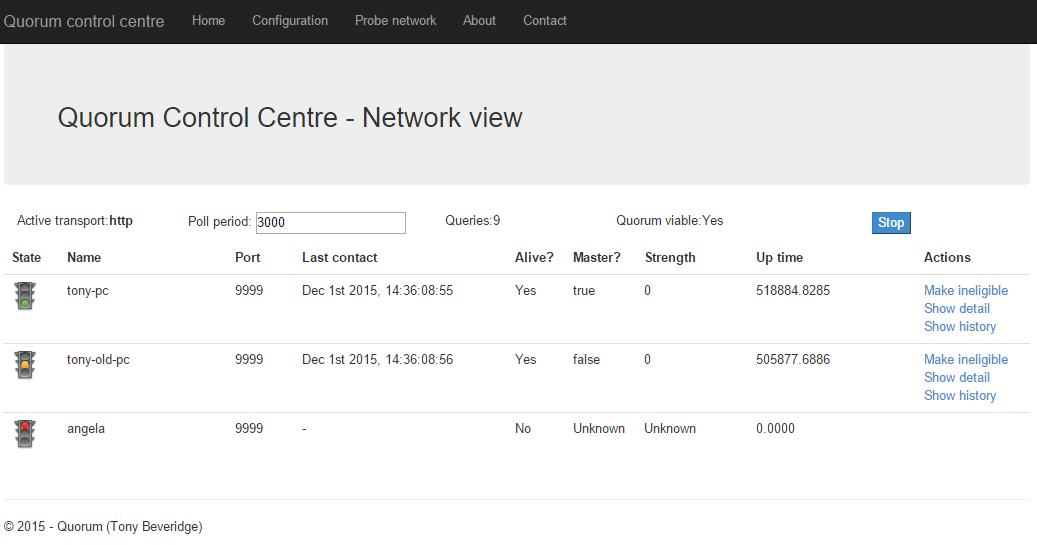 Quorum control centre Home Configuration Probe network About Contact
Quorum Control Centre - Network view
Active transport:http Poll period: 3000 Queries:9 Quorum viable:Yes Stop
State Name Port Last contact Alive? Master? Strength Up time Actions
tony-pc 9999 Dec 1st 2015, 14:36:08:55 Yes true 0 518884.8285 Make ineligible
Show detail
Show history
tony-old-pc 9999 Dec 1st 2015, 14:36:08:56 Yes false 0 505877.6886 Make ineligible
Show detail
Show history
angela 9999 - No Unknown Unknown 0.0000
© 2015 - Quorum (Tony Beveridge)